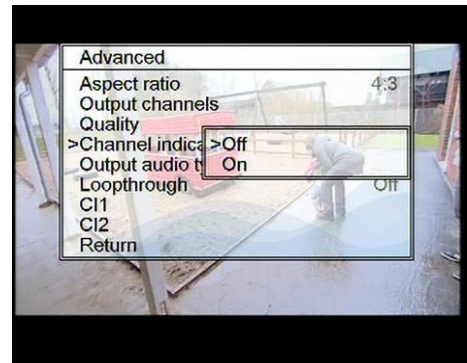 Advanced
Aspect ratio 4:3
Output channels
Quality
>Channel indica >Off
Output audio t On
Loopthrough Off
CI1
CI2
Return